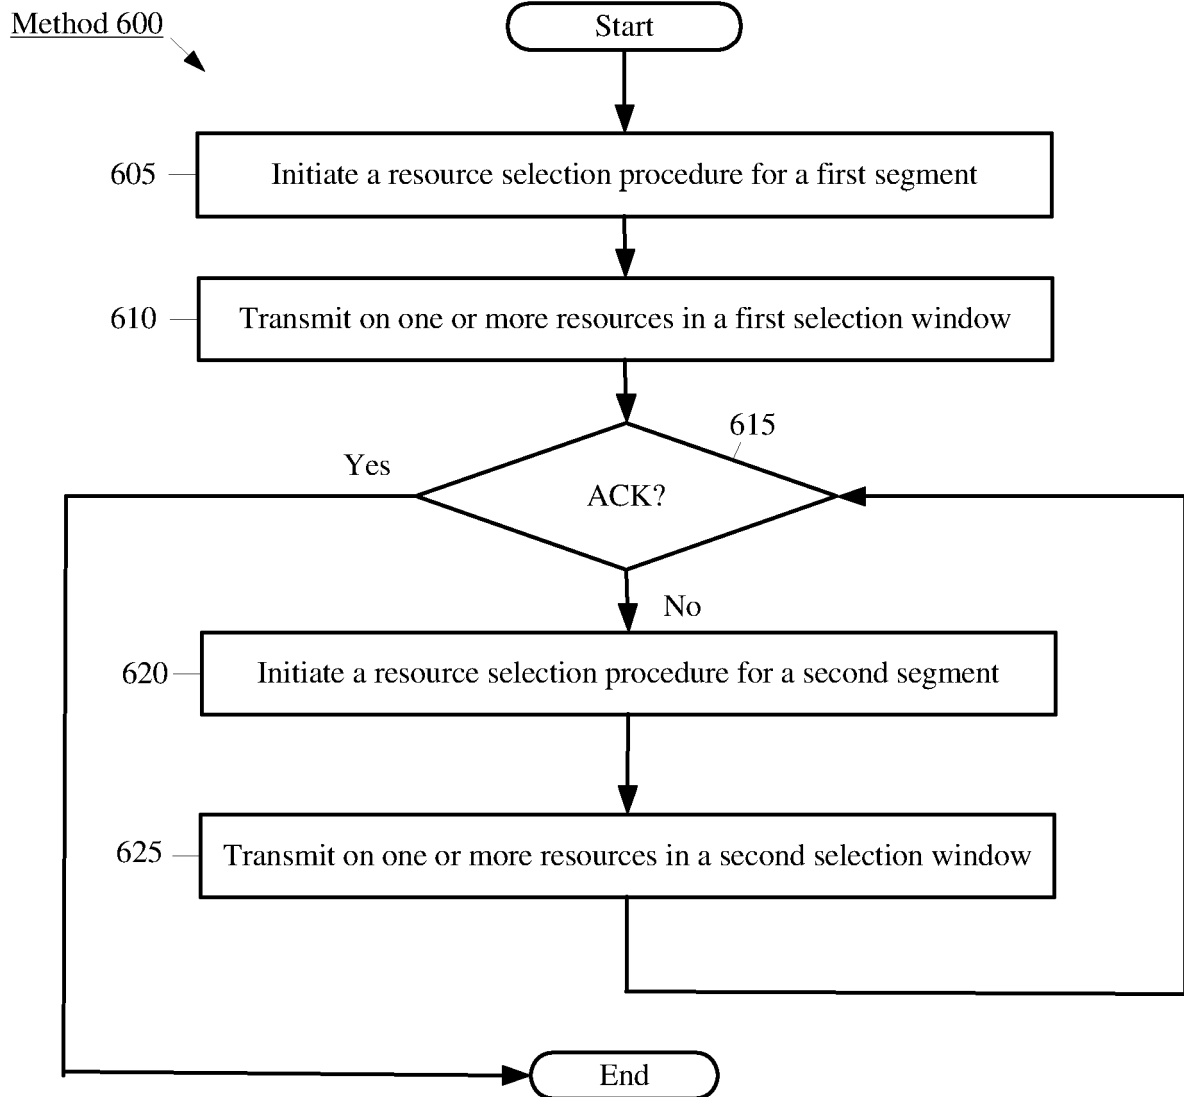 Method 600
Start
605
Initiate a resource selection procedure for a first segment
610
Transmit on one or more resources in a first selection window
615
Yes
ACK?
No
620
Initiate a resource selection procedure for a second segment
625
Transmit on one or more resources in a second selection window
End